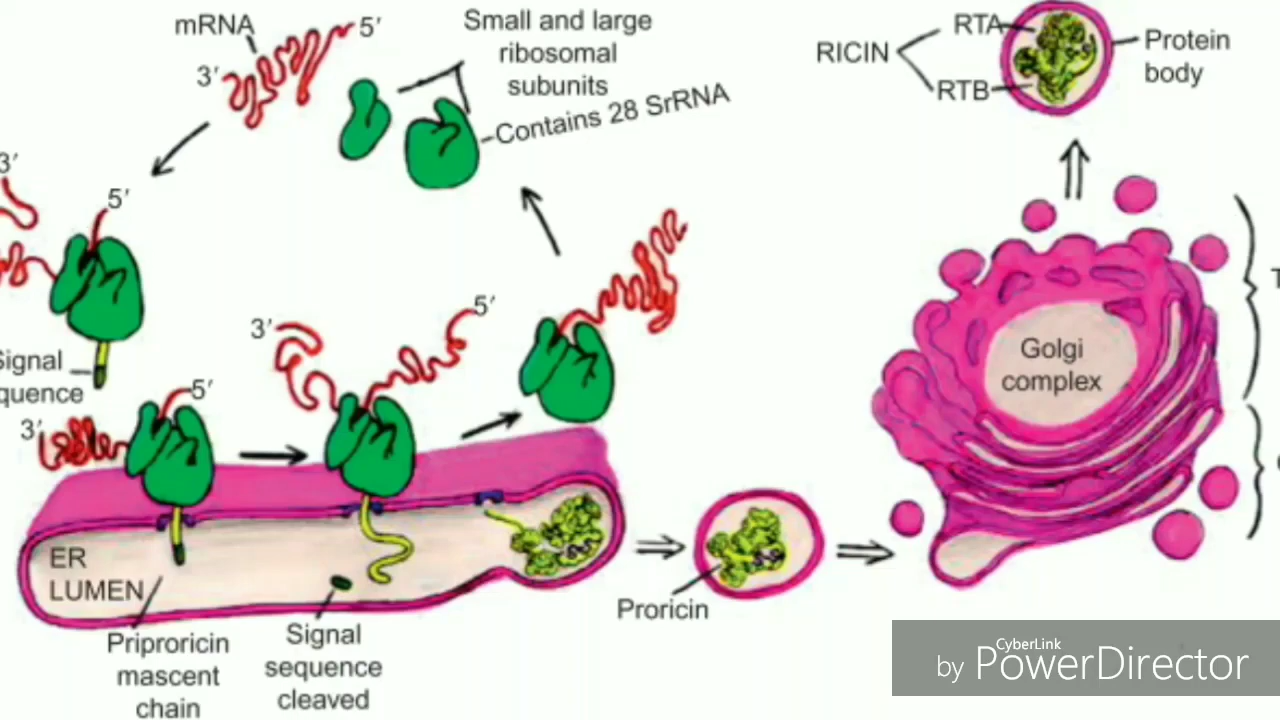 mRNA
5'
3'
Small and large
ribosomal
subunits
Contains 28 SrRNA
RICIN
RTA
RTB
Protein
body
3'
5'
Signal
quence
5'
3'
3'
5'
Golgi
complex
T
ER
LUMEN
Priproricin
mascent
chain
Signal
sequence
cleaved
Proricin
CyberLink
by PowerDirector